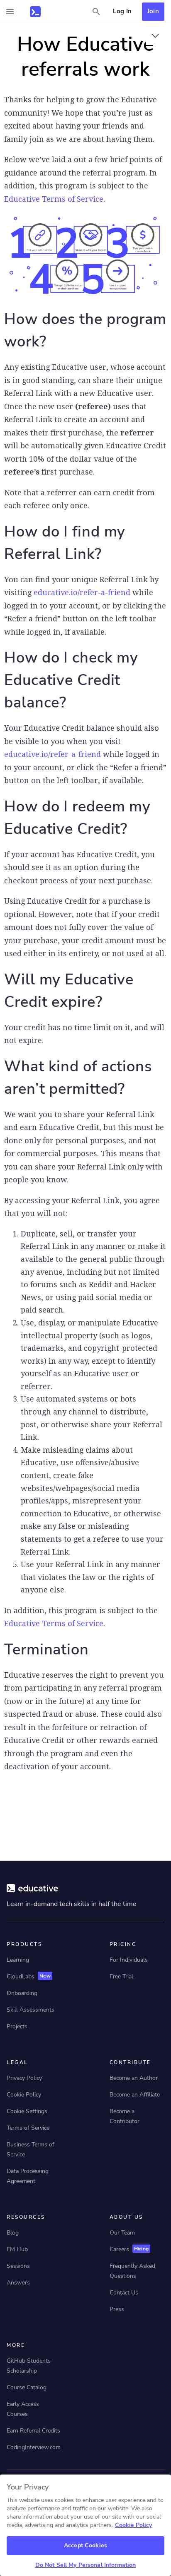 Log In
Join
How Educative
referrals work
Thanks for helping to grow the Educative
community! We hope that you’re just as
excited about having your friends and
family join as we are about having them.
Below we’ve laid out a few brief points of
guidance around the referral program. In
addition, this program is subject to the
Educative Terms of Service.
1
2
3
4
5
$
%
How does the program
work?
Any existing Educative user, whose account
is in good standing, can share their unique
Referral Link with a new Educative user.
Once the new user (referee) uses that
Referral Link to create an account and
makes their first purchase, the referrer
will be automatically given Educative Credit
worth 10% of the dollar value of the
referee’s first purchase.
Note that a referrer can earn credit from
each referee only once.
How do I find my
Referral Link?
You can find your unique Referral Link by
visiting educative.io/refer-a-friend while
logged in to your account, or by clicking the
“Refer a friend” button on the left toolbar
while logged in, if available.
How do I check my
Educative Credit
balance?
Your Educative Credit balance should also
be visible to you when you visit
educative.io/refer-a-friend while logged in
to your account, or click the “Refer a friend”
button on the left toolbar, if available.
How do I redeem my
Educative Credit?
If your account has Educative Credit, you
should see it as an option during the
checkout process of your next purchase.
Using Educative Credit for a purchase is
optional. However, note that if your credit
amount does not fully cover the value of
your purchase, your credit amount must be
used either in its entirety, or not used at all.
Will my Educative
Credit expire?
Your credit has no time limit on it, and will
not expire.
What kind of actions
aren’t permitted?
While we want you to share your Referral Link
and earn Educative Credit, but this must be
done only for personal purposes, and not
for commercial purposes. This means that
you can share your Referral Link only with
people you know.
By accessing your Referral Link, you agree
that you will not:
1. Duplicate, sell, or transfer your
Referral Link in any manner or make it
available to the general public through
any avenue, including but not limited
to forums such as Reddit and Hacker
News, or using paid social media or
paid search.
2. Use, display, or manipulate Educative
intellectual property (such as logos,
trademarks, and copyright-protected
works) in any way, except to identify
yourself as an Educative user or
referrer.
3. Use automated systems or bots
through any channel to distribute,
post, or otherwise share your Referral
Link.
4. Make misleading claims about
Educative, use offensive/abusive
content, create fake
websites/webpages/social media
profiles/apps, misrepresent your
connection to Educative, or otherwise
make any false or misleading
statements to get a referee to use your
Referral Link.
5. Use your Referral Link in any manner
that violates the law or the rights of
anyone else.
In addition, this program is subject to the
Educative Terms of Service.
Termination
Educative reserves the right to prevent you
from participating in any referral program
(now or in the future) at any time for
suspected fraud or abuse. These could also
result in the forfeiture or retraction of
Educative Credit or other rewards earned
through the program and even the
deactivation of your account.
educative
Learn in-demand tech skills in half the time
PRODUCTS
Learning
CloudLabs New
Onboarding
Skill Assessments
Projects
PRICING
For Individuals
Free Trial
LEGAL
Privacy Policy
Cookie Policy
Cookie Settings
Terms of Service
Business Terms of
Service
Data Processing
Agreement
CONTRIBUTE
Become an Author
Become an Affiliate
Become a
Contributor
RESOURCES
Blog
EM Hub
Sessions
Answers
ABOUT US
Our Team
Careers Hiring
Frequently Asked
Questions
Contact Us
Press
MORE
GitHub Students
Scholarship
Course Catalog
Early Access
Courses
Earn Referral Credits
CodingInterview.com
Your Privacy
This website uses cookies to enhance user experience and to
analyze performance and traffic on our website. We may
also share information about your use of our site with our social
media, advertising and analytics partners. Cookie Policy
Accept Cookies
Do Not Sell My Personal Information